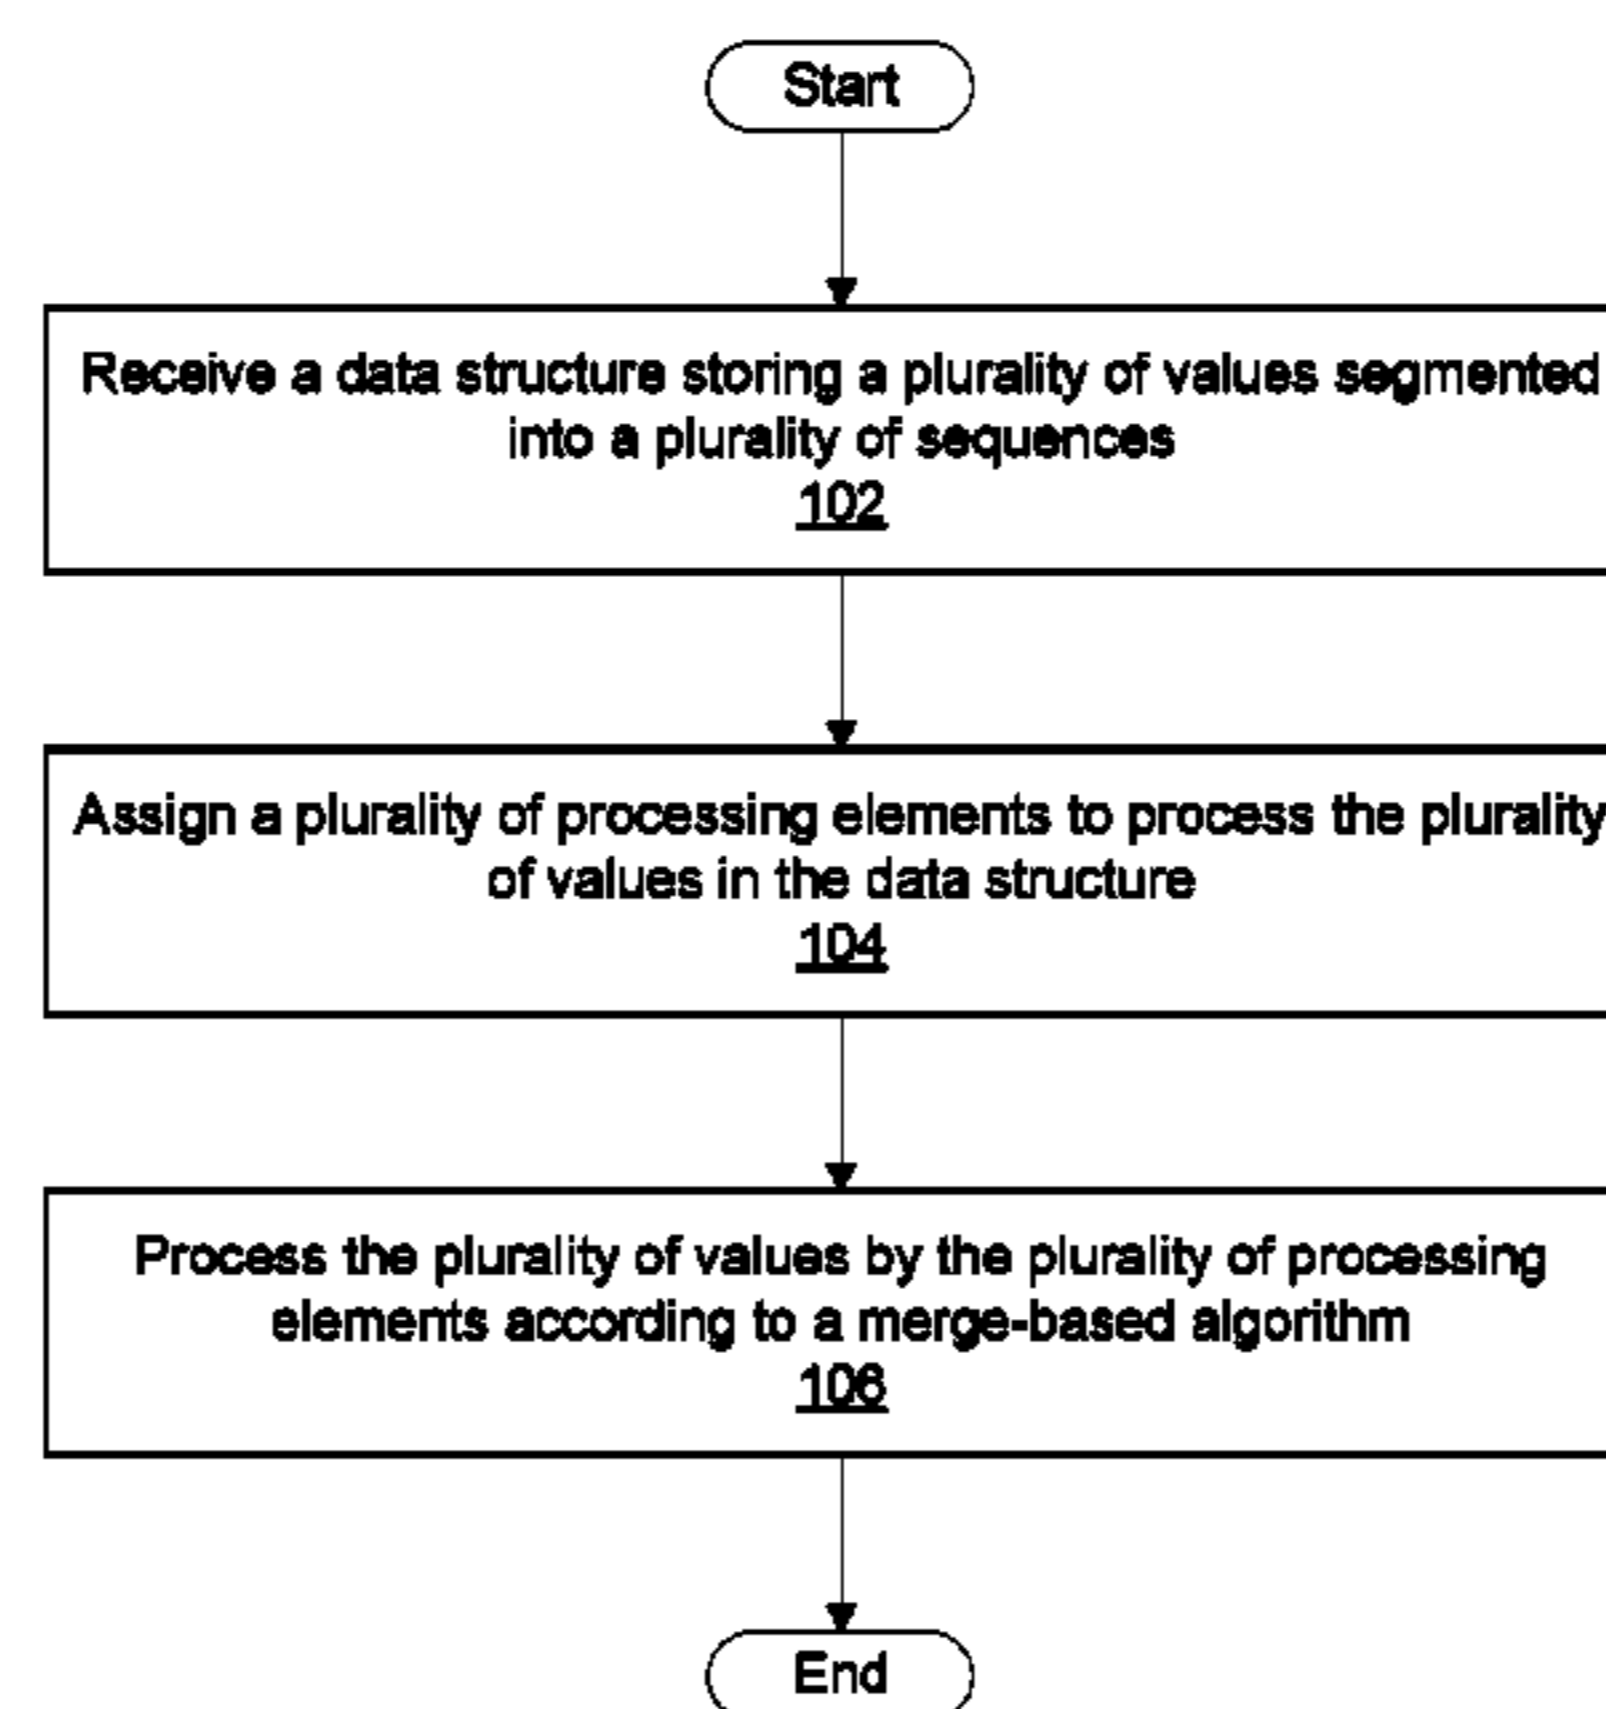 Start
Receive a data structure storing a plurality of values segmented
into a plurality of sequences
102
Assign a plurality of processing elements to process the plurality
of values in the data structure
104
Process the plurality of values by the plurality of processing
elements according to a merge-based algorithm
106
End